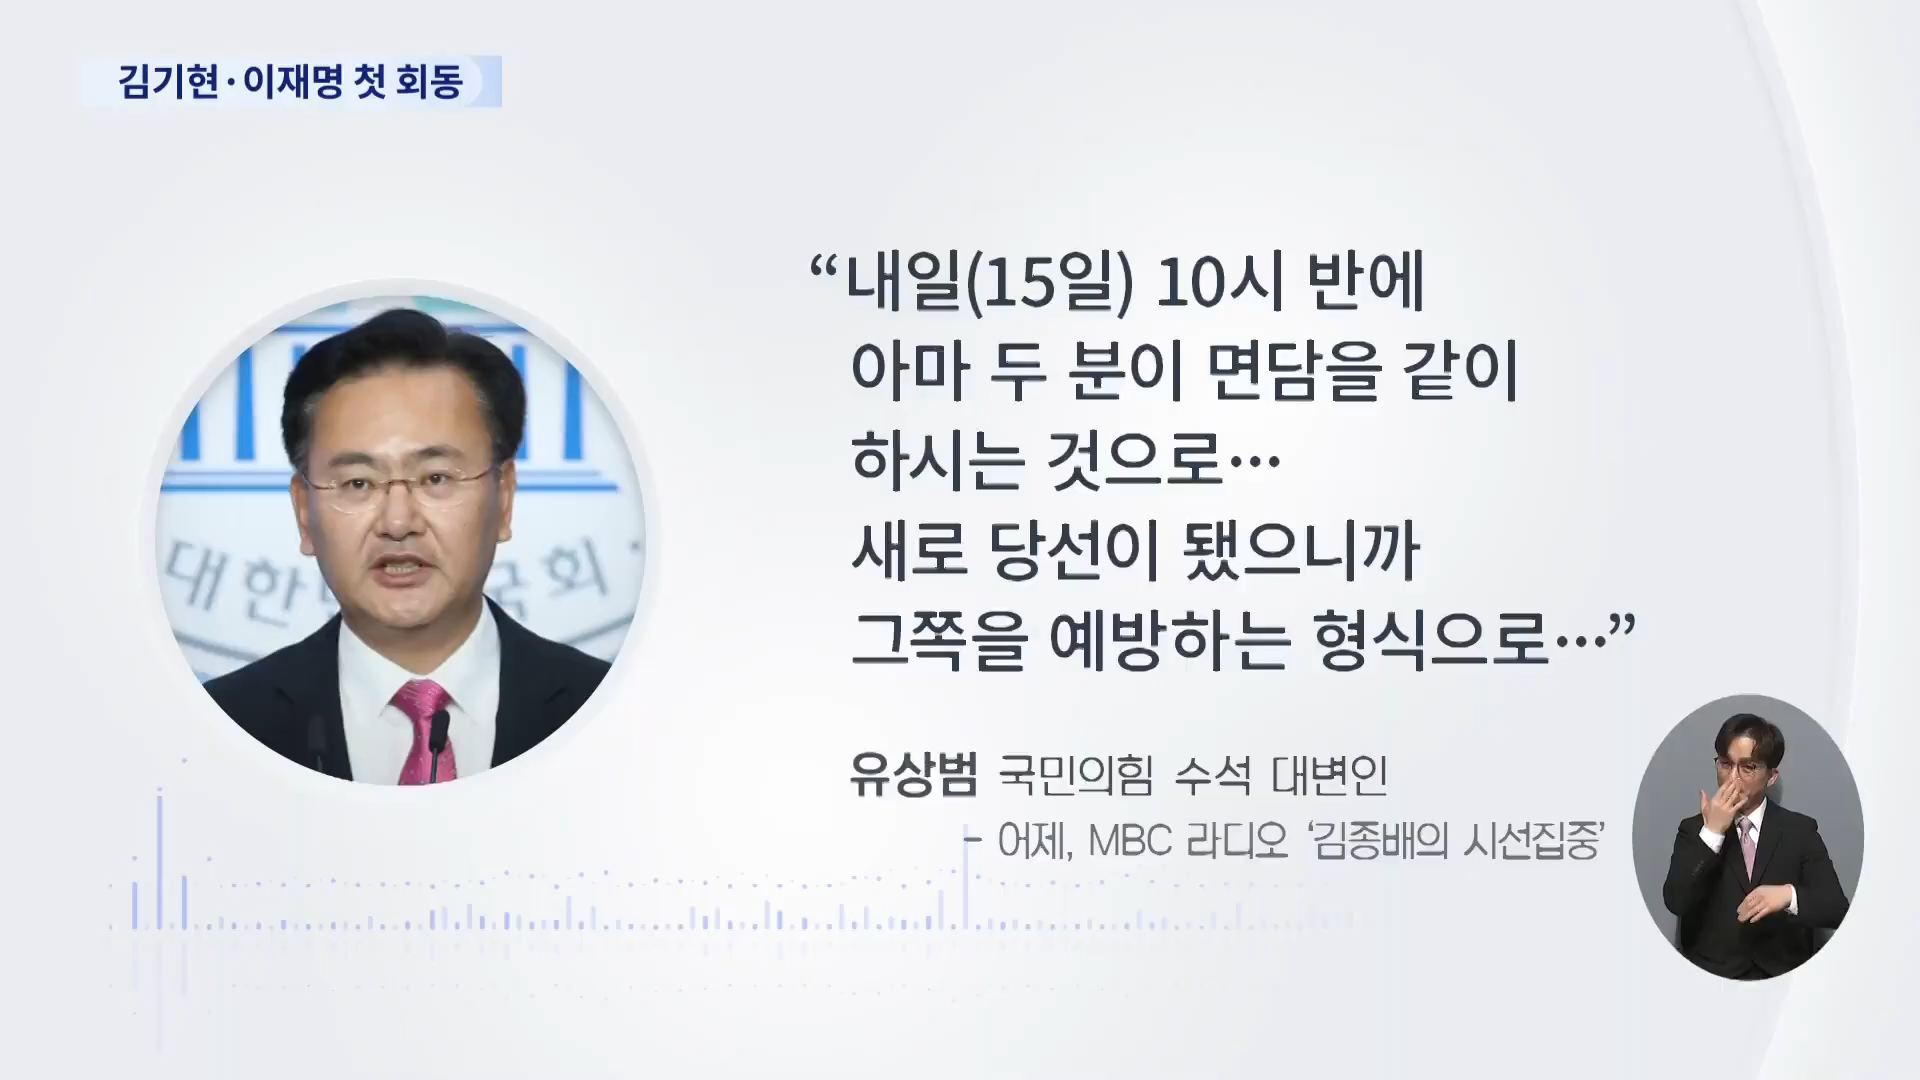 김기현·이재명 첫 회동
“내일(15일) 10시 반에
아마 두 분이 면담을 같이
하시는 것으로…
새로 당선이 됐으니까
그쪽을 예방하는 형식으로…”
유상범 국민의힘 수석 대변인
- 어제, MBC 라디오 ‘김종배의 시선집중’
대한 국회